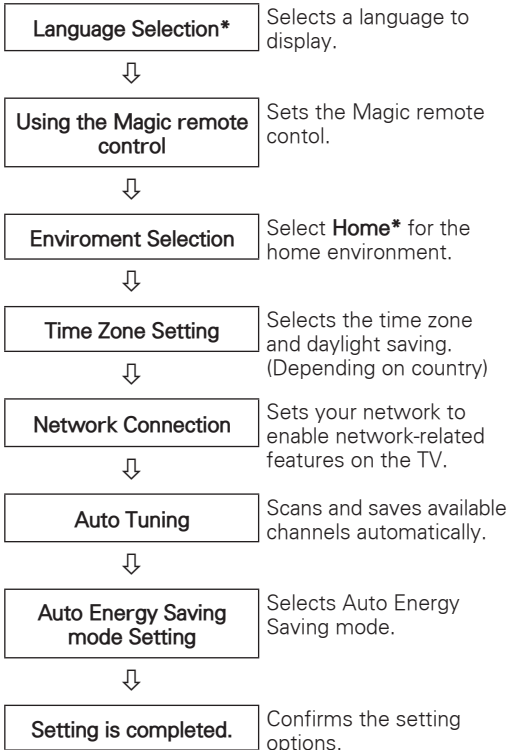 Language Selection*
Selects a language to
display.
Using the Magic remote
control
Sets the Magic remote
contol.
Enviroment Selection
Select Home* for the
home environment.
Time Zone Setting
Selects the time zone
and daylight saving.
(Depending on country)
Network Connection
Sets your network to
enable network-related
features on the TV.
Auto Tuning
Scans and saves available
channels automatically.
Auto Energy Saving
mode Setting
Selects Auto Energy
Saving mode.
Setting is completed.
Confirms the setting
options.